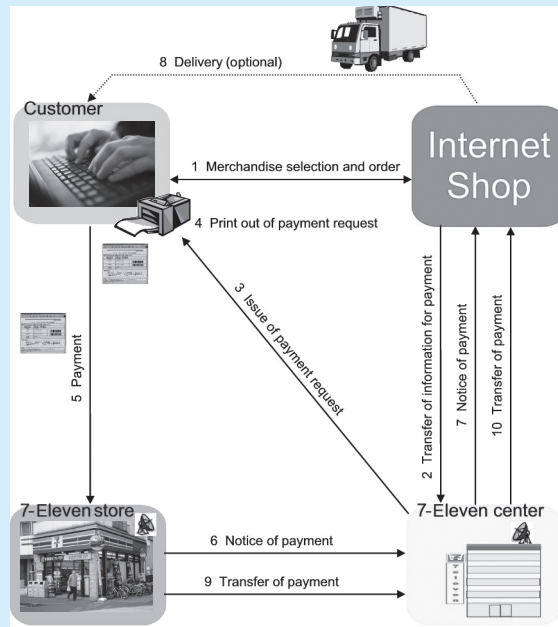 8 Delivery (optional)
Customer
Internet
Shop
1 Merchandise selection and order
4 Print out of payment request
3 Issue of payment request
2 Transfer of information for payment
7 Notice of payment
10 Transfer of payment
5 Payment
7-Eleven store
7-Eleven center
6 Notice of payment
9 Transfer of payment